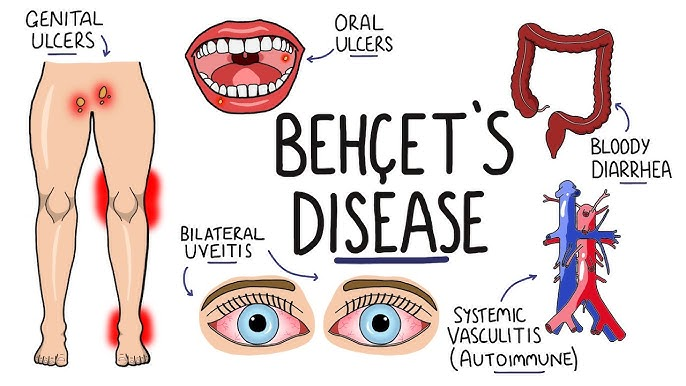 GENITAL
ULCERS
ORAL
ULCERS
BEHÇET'S
DISEASE
BLOODY
DIARRHEA
BILATERAL
UVEITIS
SYSTEMIC
VASCULITIS
(AUTOIMMUNE)